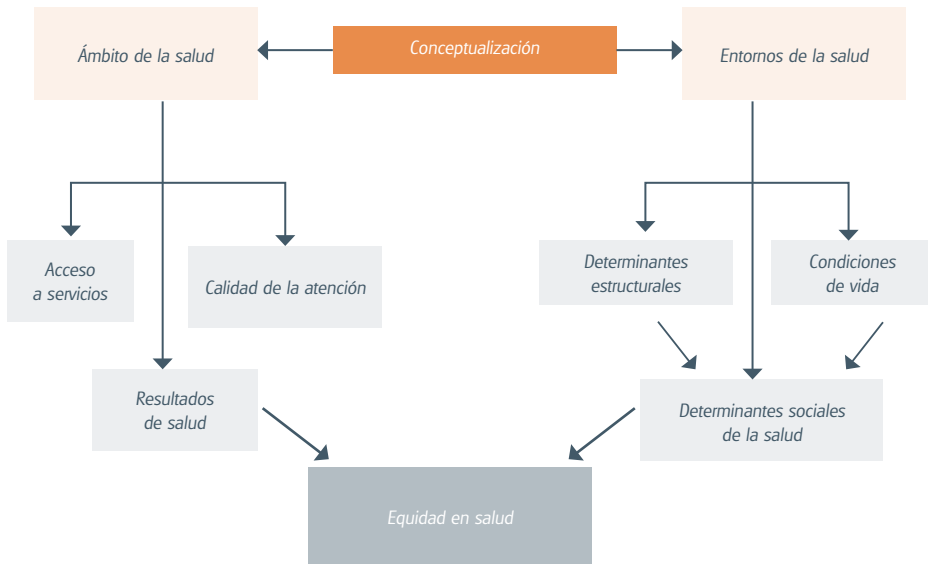 Ámbito de la salud
Conceptualización
Entornos de la salud
Acceso
a servicios
Calidad de la atención
Determinantes
estructurales
Condiciones
de vida
Resultados
de salud
Determinantes sociales
de la salud
Equidad en salud